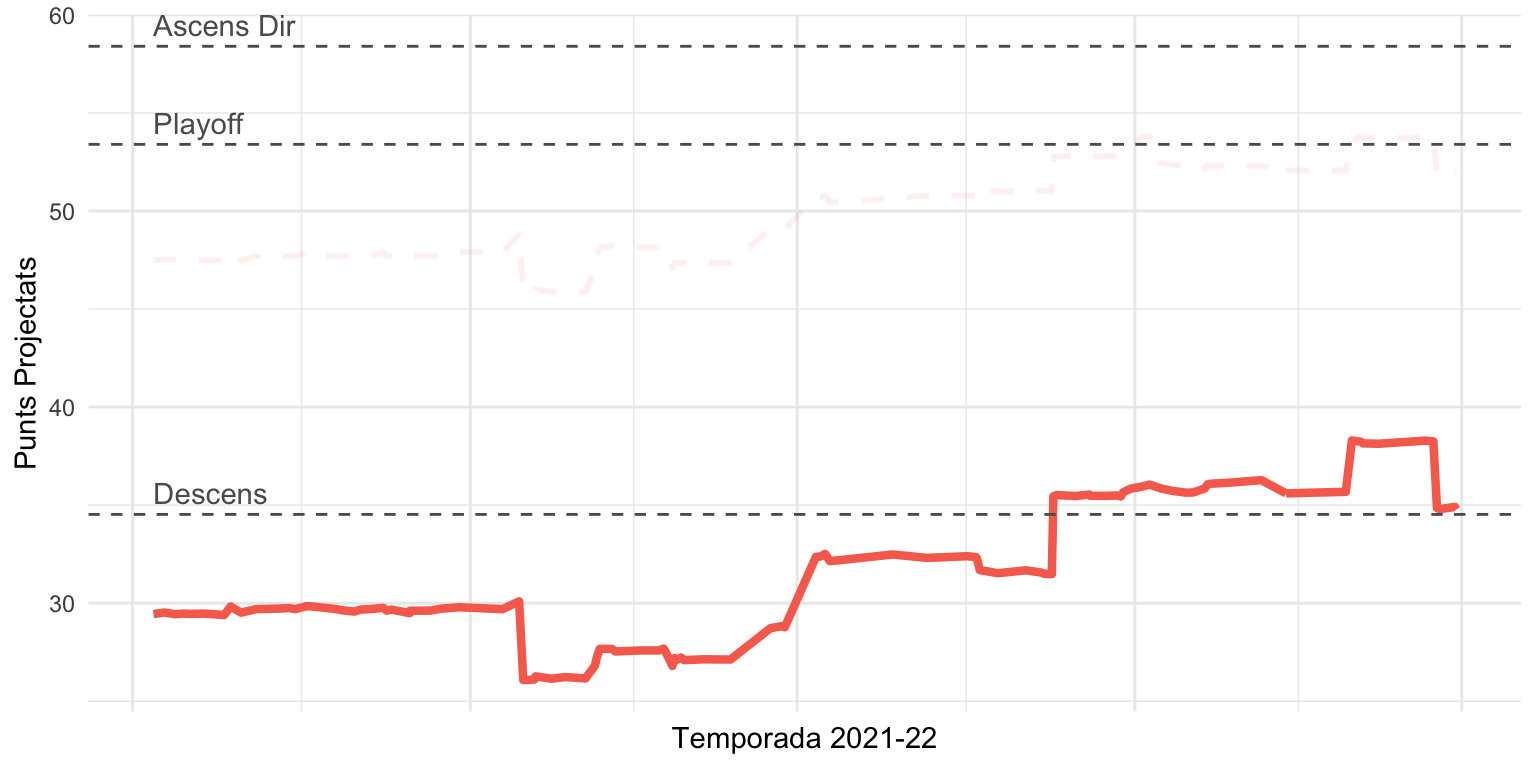 60
Ascens Dir
Playoff
50
40
Descens
30
Punts Projectats
Temporada 2021-22